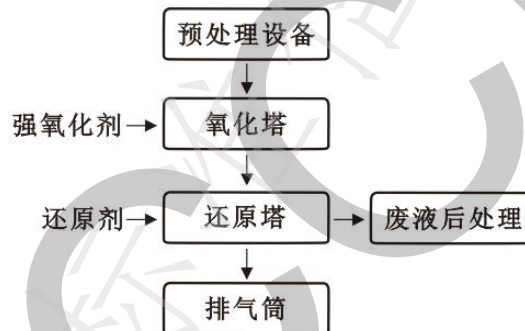 预处理设备
强氧化剂 氧化塔
还原剂 还原塔 废液后处理
排气筒